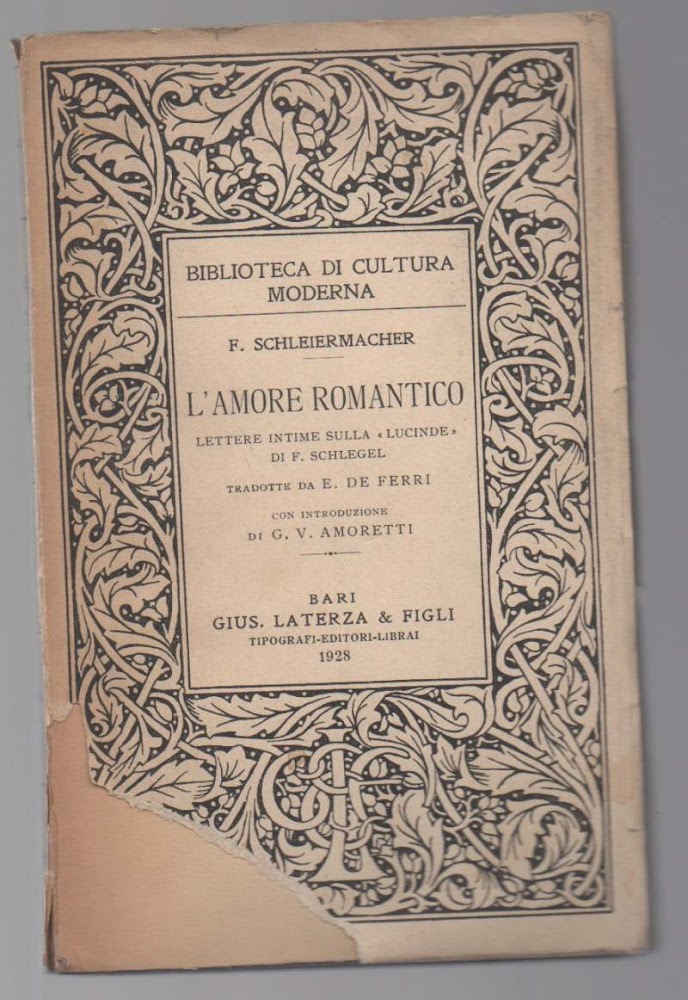 BIBLIOTECA DI CULTURA
MODERNA
F. SCHLEIERMACHER
L'AMORE ROMANTICO
LETTERE INTIME SULLA «LUCINDE»
DI F. SCHLEGEL
TRADOTTE DA E. DE FERRI
CON INTRODUZIONE
DI G. V. AMORETTI
BARI
GIUS. LATERZA & FIGLI
TIPOGRAFI-EDITORI-LIBRAI
1928